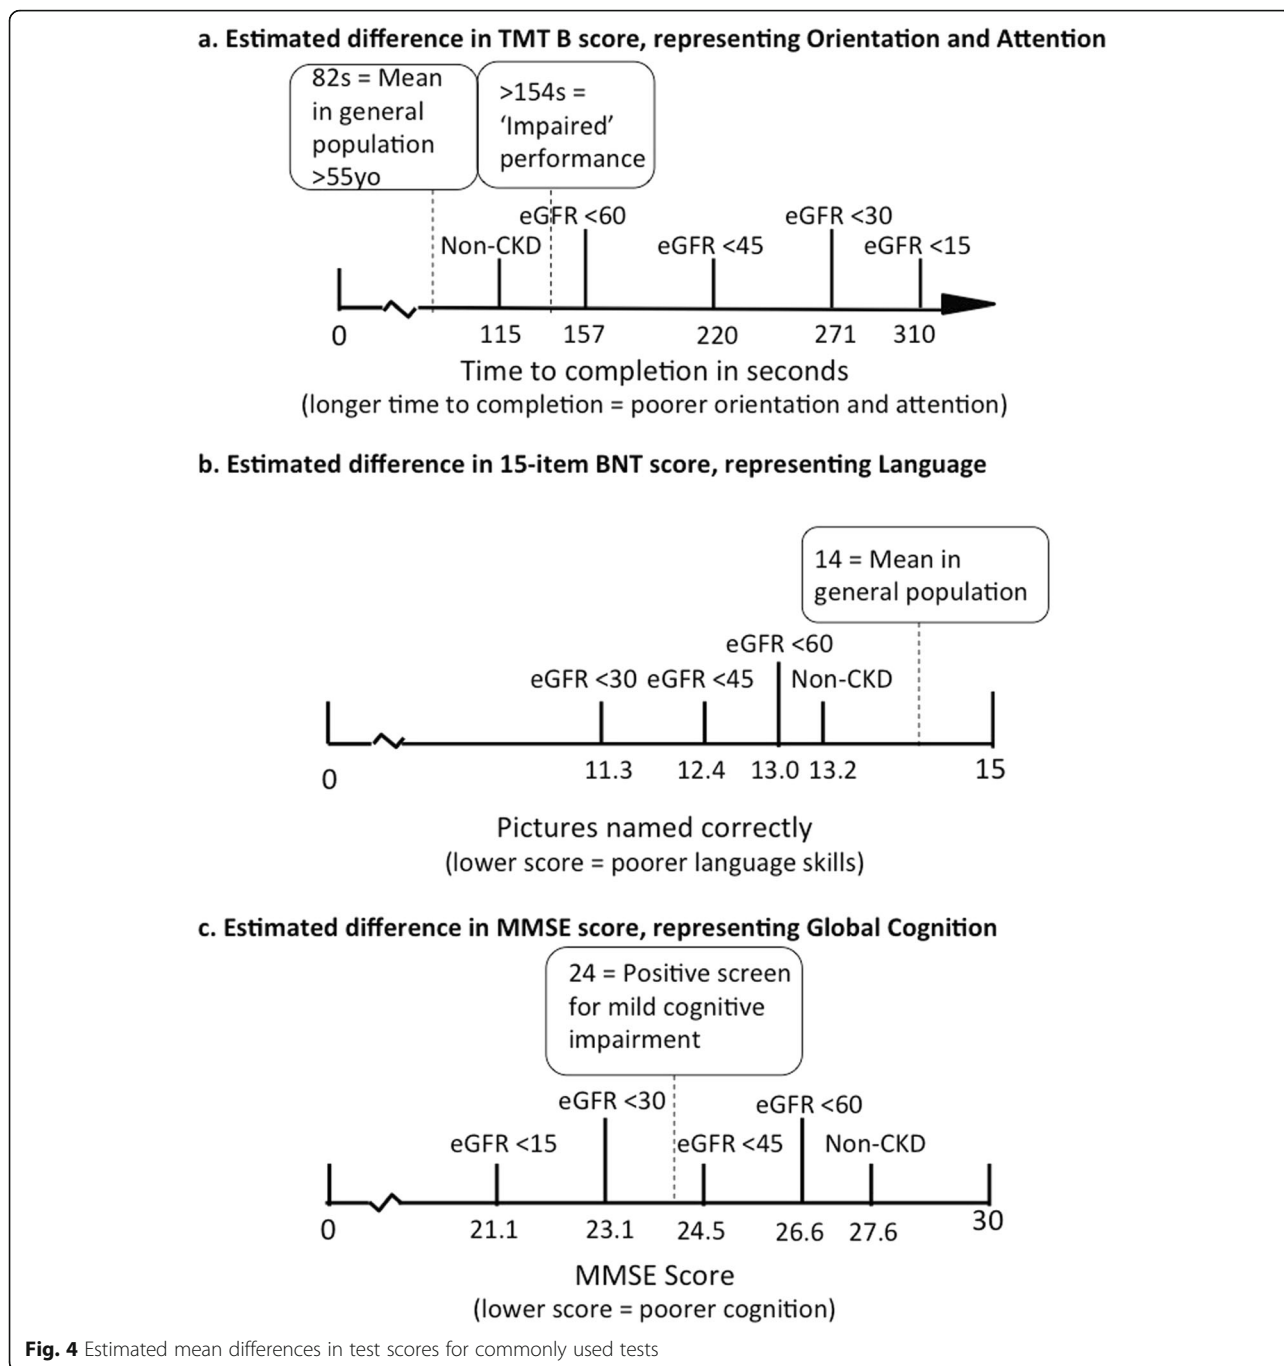 a. Estimated difference in TMT B score, representing Orientation and Attention
82s = Mean
in general
population
>55yo
>154s =
‘Impaired’
performance
eGFR <60
eGFR <30
Non-CKD
eGFR <45
eGFR <15
0
115
157
220
271
310
Time to completion in seconds
(longer time to completion = poorer orientation and attention)
b. Estimated difference in 15-item BNT score, representing Language
14 = Mean in
general population
eGFR <60
eGFR <30
eGFR <45
Non-CKD
0
11.3
12.4
13.0
13.2
15
Pictures named correctly
(lower score = poorer language skills)
c. Estimated difference in MMSE score, representing Global Cognition
24 = Positive screen
for mild cognitive
impairment
eGFR <30
eGFR <60
eGFR <15
eGFR <45
Non-CKD
0
21.1
23.1
24.5
26.6
27.6
30
MMSE Score
(lower score = poorer cognition)
Fig. 4 Estimated mean differences in test scores for commonly used tests